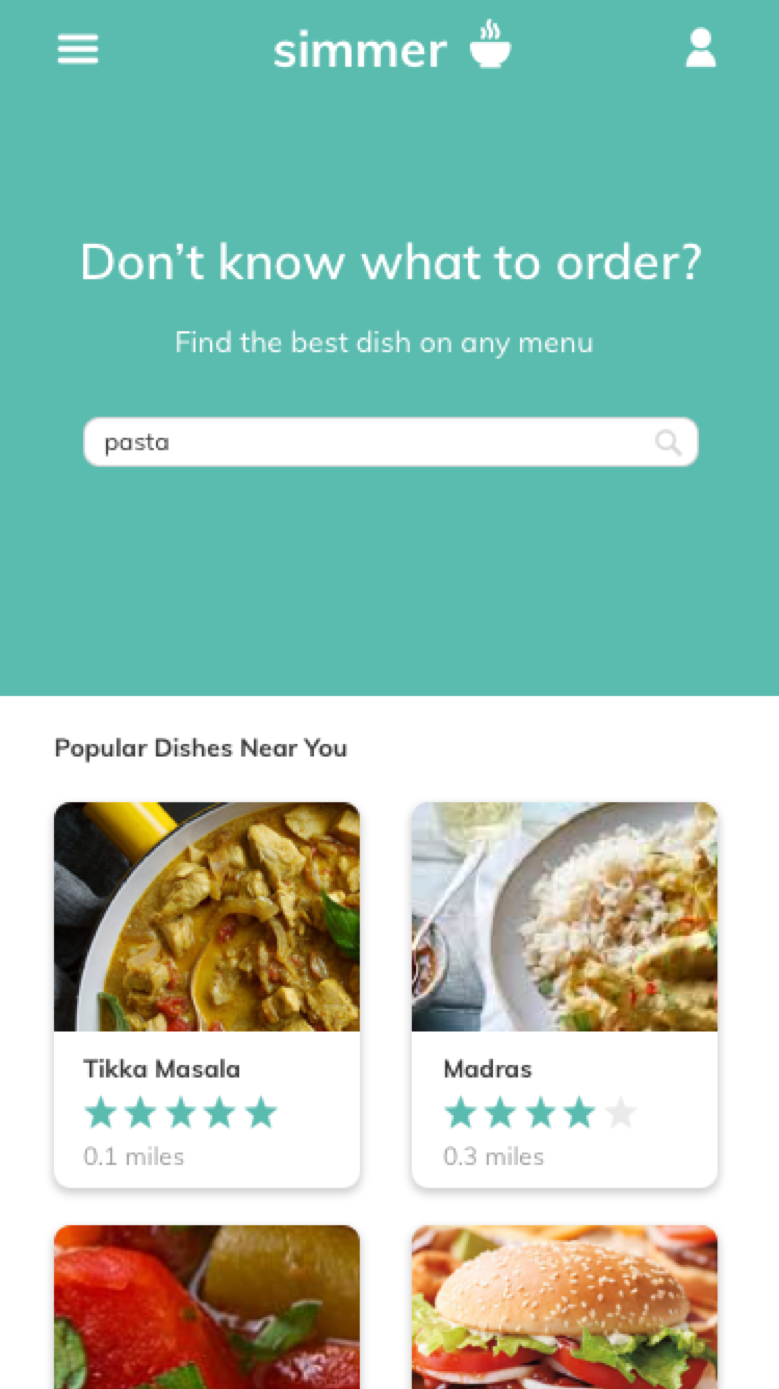 simmer
Don't know what to order?
Find the best dish on any menu
pasta
Popular Dishes Near You
Tikka Masala
Madras
0.1 miles
0.3 miles